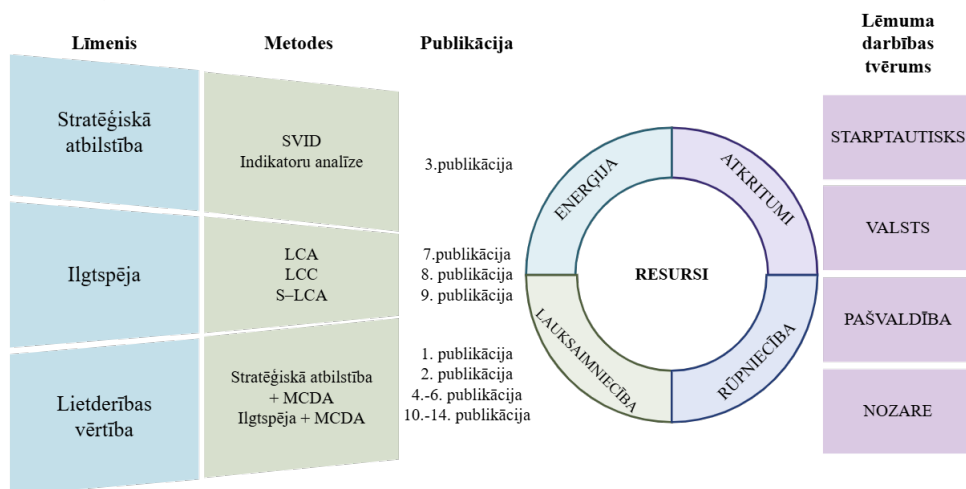 Līmenis
Metodes
Publikācija
Lēmuma
darbības
tvērums
Stratēģiskā
atbilstība
SVID
Indikatoru analīze
3.publikācija
Ilgtspēja
LCA
LCC
S–LCA
7.publikācija
8. publikācija
9. publikācija
Lietderības
vērtība
Stratēģiskā atbilstība
+ MCDA
Ilgtspēja + MCDA
1. publikācija
2. publikācija
4.-6. publikācija
10.-14. publikācija
ENERĢIJA
ATKRITUMI
RESURSI
LAUKSAIMNIECĪBA
RŪPNIECĪBA
STARPTAUTISKS
VALSTS
PAŠVALDĪBA
NOZARE